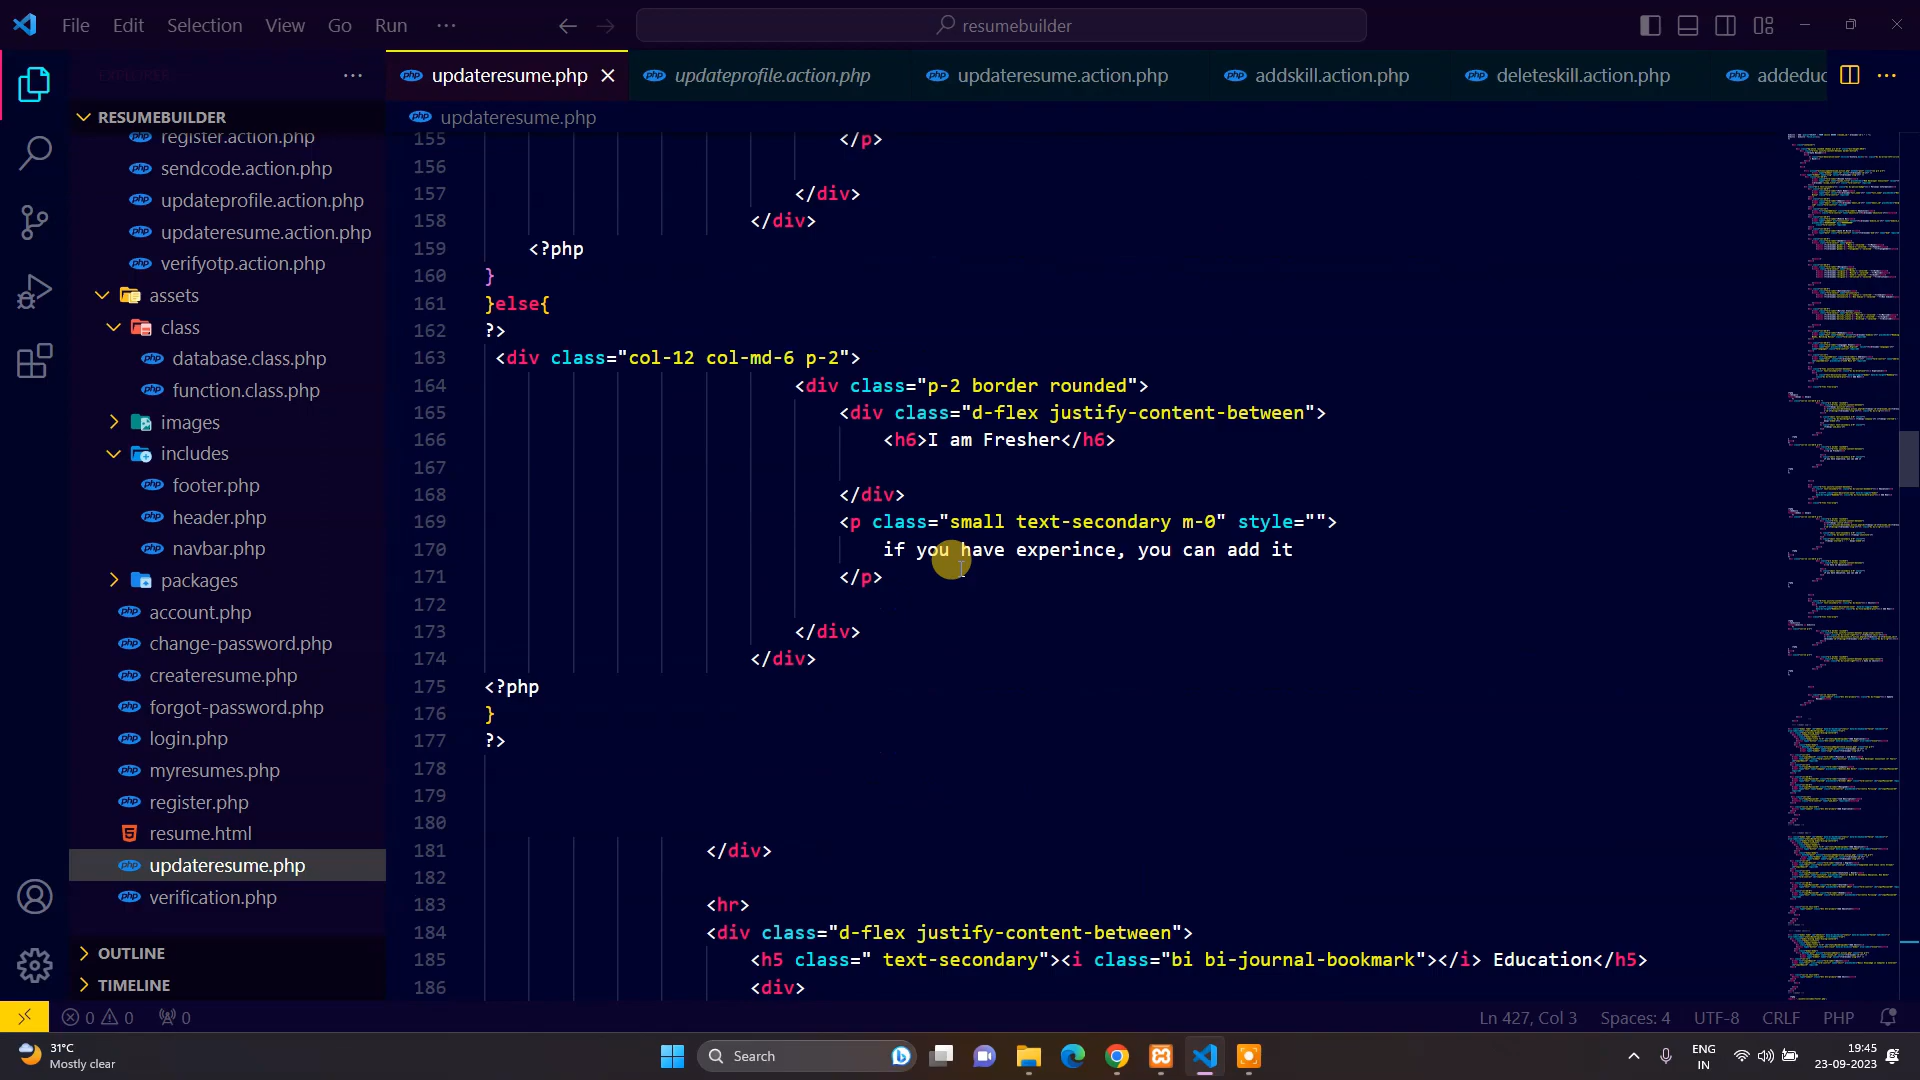 File Edit Selection View Go Run ···
resumebuilder
updateresume.php
updateprofile.action.php
updateresume.action.php
addskill.action.php
deleteskill.action.php
addeduc
EXPLORER
RESUMEBUILDER
register.action.php
sendcode.action.php
updateprofile.action.php
updateresume.action.php
verifyotp.action.php
assets
class
database.class.php
function.class.php
images
includes
footer.php
header.php
navbar.php
packages
account.php
change-password.php
createresume.php
forgot-password.php
login.php
myresumes.php
register.php
resume.html
updateresume.php
verification.php
OUTLINE
TIMELINE
updateresume.php
155 </p>
156
157 </div>
158 </div>
159 <?php
160 }
161 }else{
162 ?>
163 <div class="col-12 col-md-6 p-2">
164 <div class="p-2 border rounded">
165 <div class="d-flex justify-content-between">
166 <h6>I am Fresher</h6>
167
168 </div>
169 <p class="small text-secondary m-0" style="">
170 if you have experince, you can add it
171 </p>
172
173 </div>
174 </div>
175 <?php
176 }
177 ?>
178
179
180
181 </div>
182
183 <hr>
184 <div class="d-flex justify-content-between">
185 <h5 class=" text-secondary"><i class="bi bi-journal-bookmark"></i> Education</h5>
186 <div>
0 0 0
Ln 427, Col 3 Spaces: 4 UTF-8 CRLF PHP
31°C
Mostly clear
Search
ENG
IN
19:45
23-09-2023